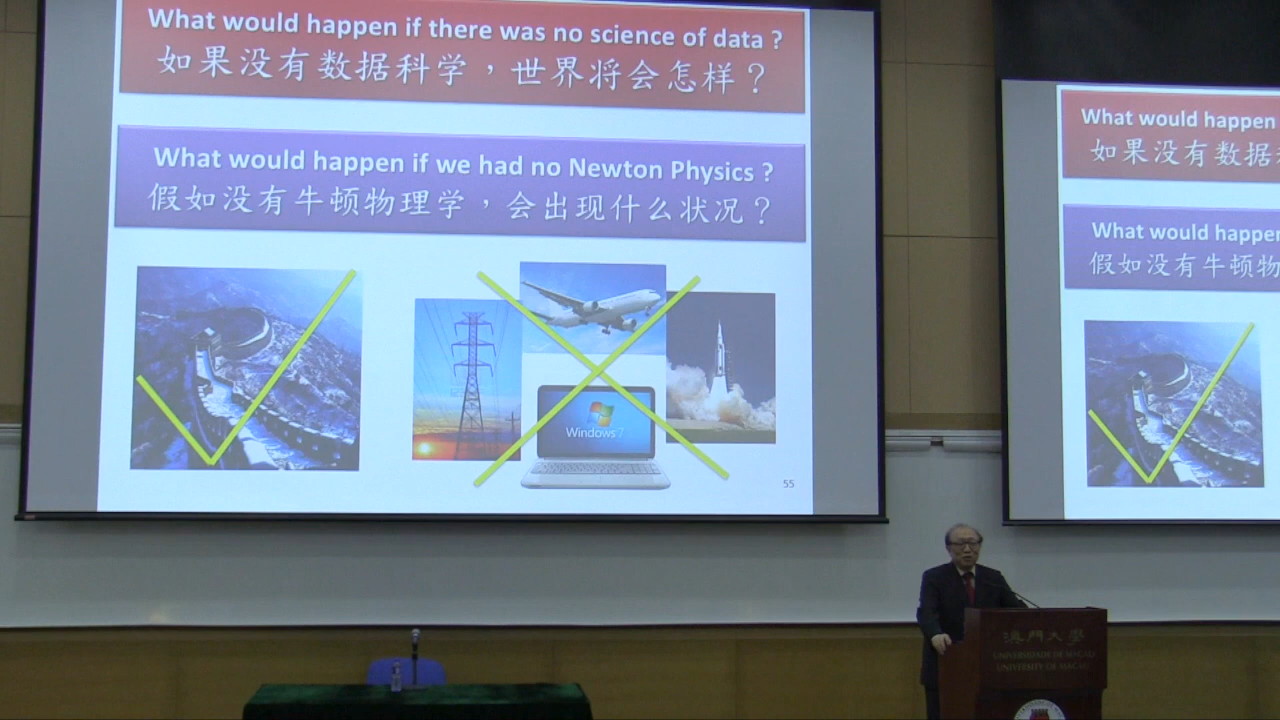 What would happen if there was no science of data ?
如果没有数据科学，世界将会怎样？
What would happen if we had no Newton Physics ?
假如没有牛顿物理学，会出现什么状况？
Windows 7
55
What would happen
如果没有数据
What would happen
假如没有牛顿物
澳門大學
UNIVERSIDADE DE MACAU
UNIVERSITY OF MACAU